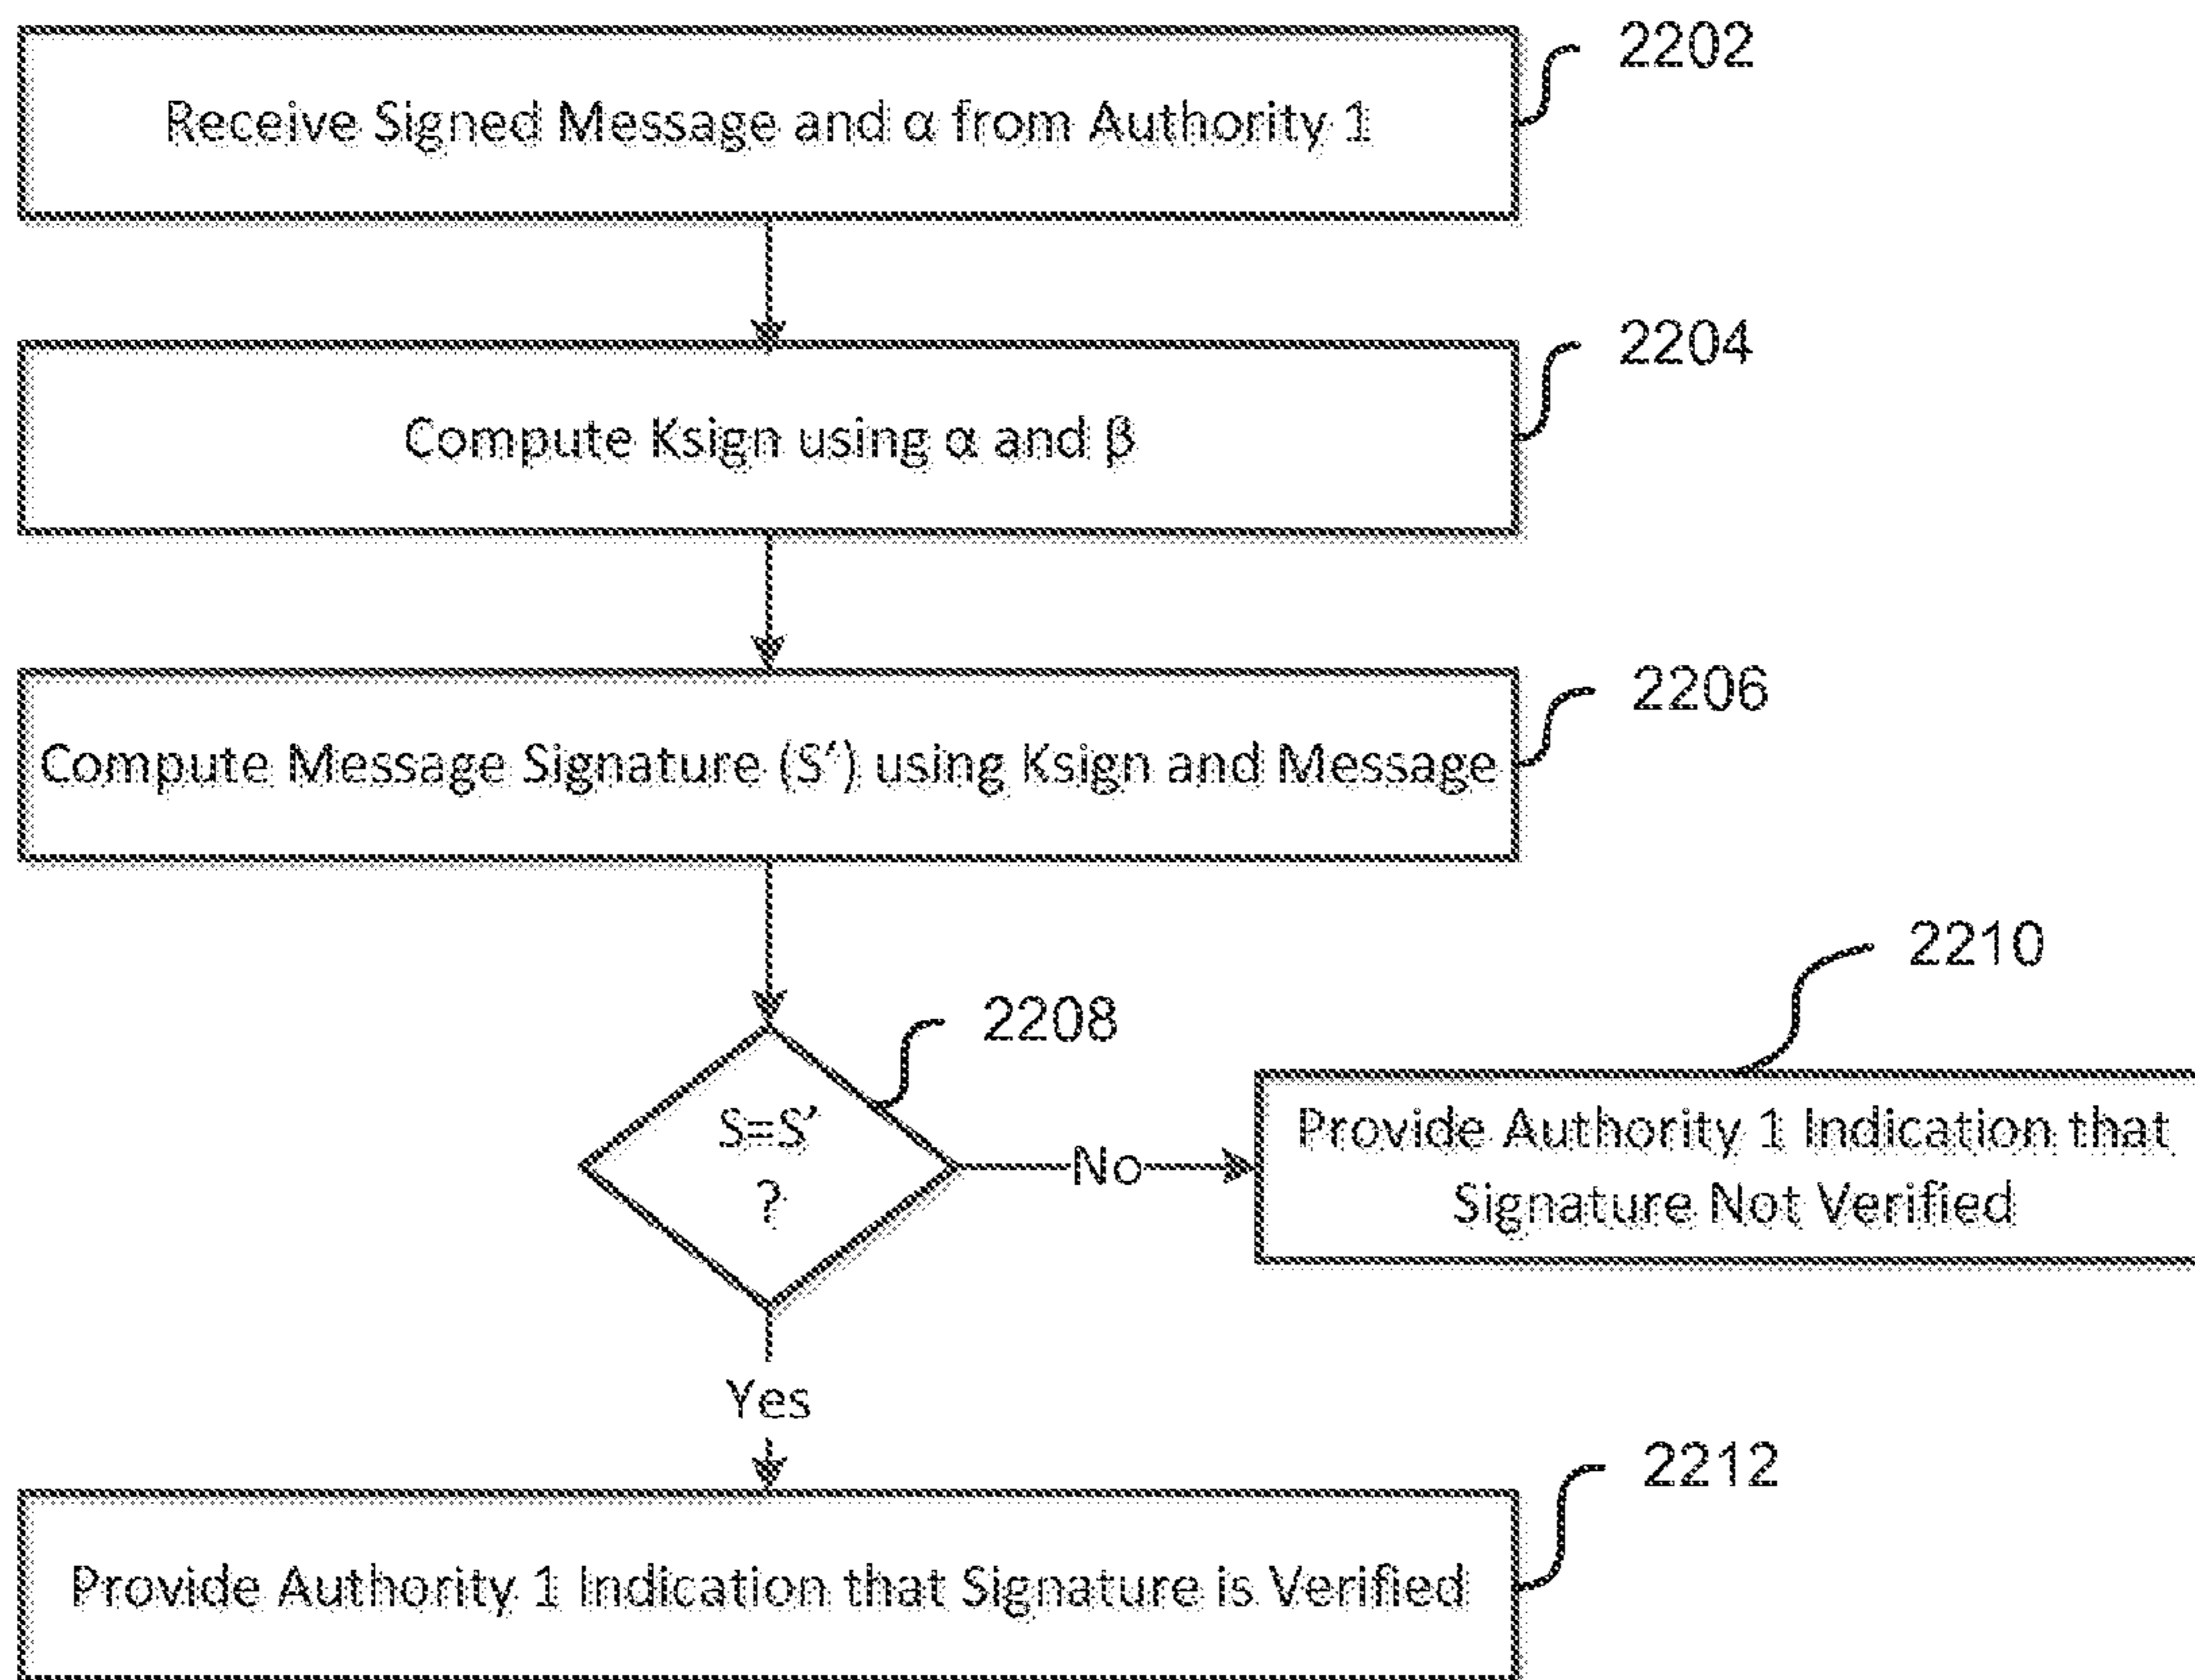 2202
Receive Signed Message and α from Authority 1
2204
Compute Ksign using α and β
2206
Compute Message Signature (S’) using Ksign and Message
2208
S=S’
?
2210
No
Provide Authority 1 Indication that
Signature Not Verified
Yes
2212
Provide Authority 1 Indication that Signature is Verified